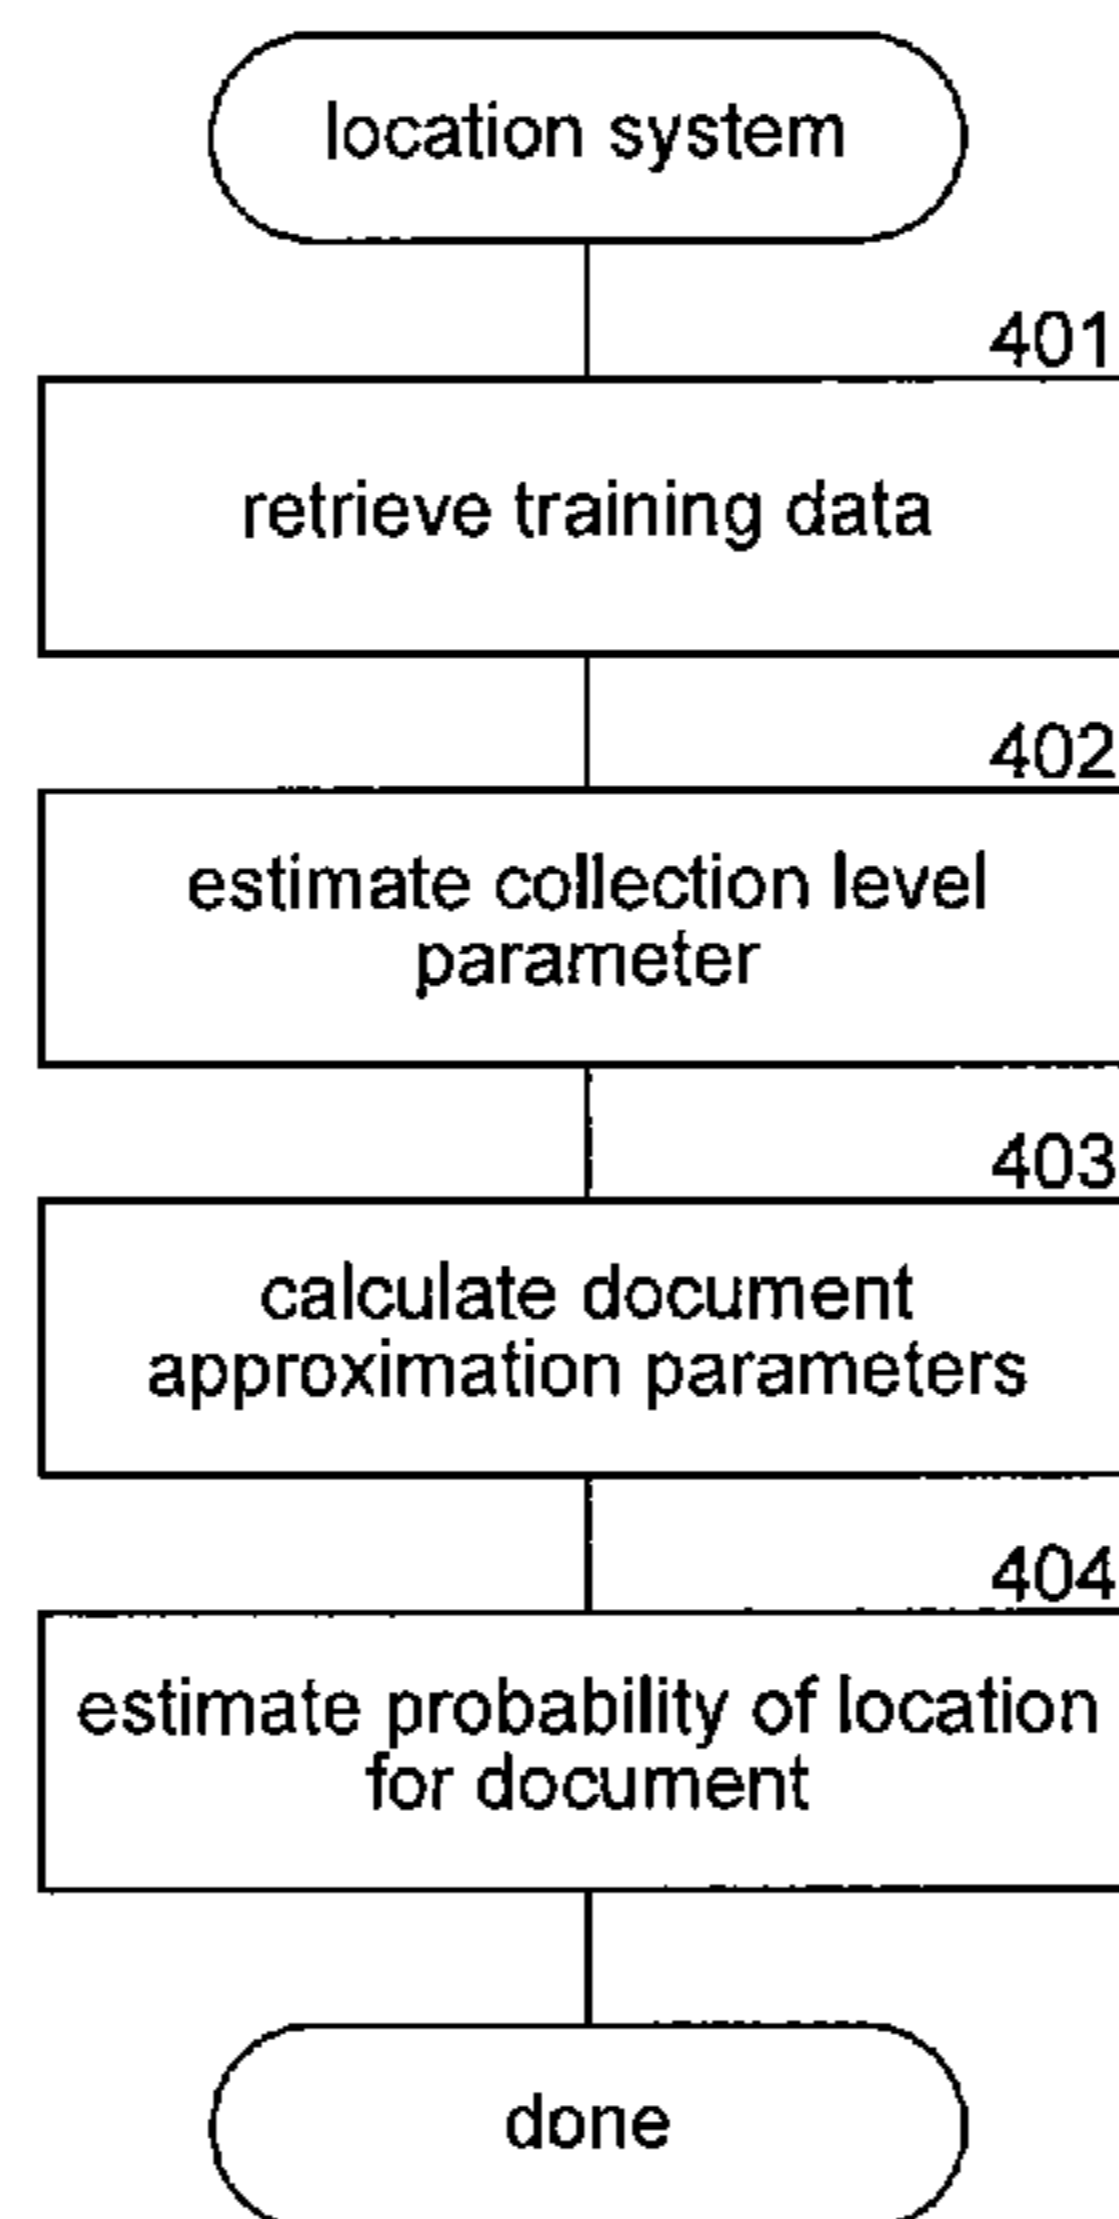 location system
401
retrieve training data
402
estimate collection level
parameter
403
calculate document
approximation parameters
404
estimate probability of location
for document
done